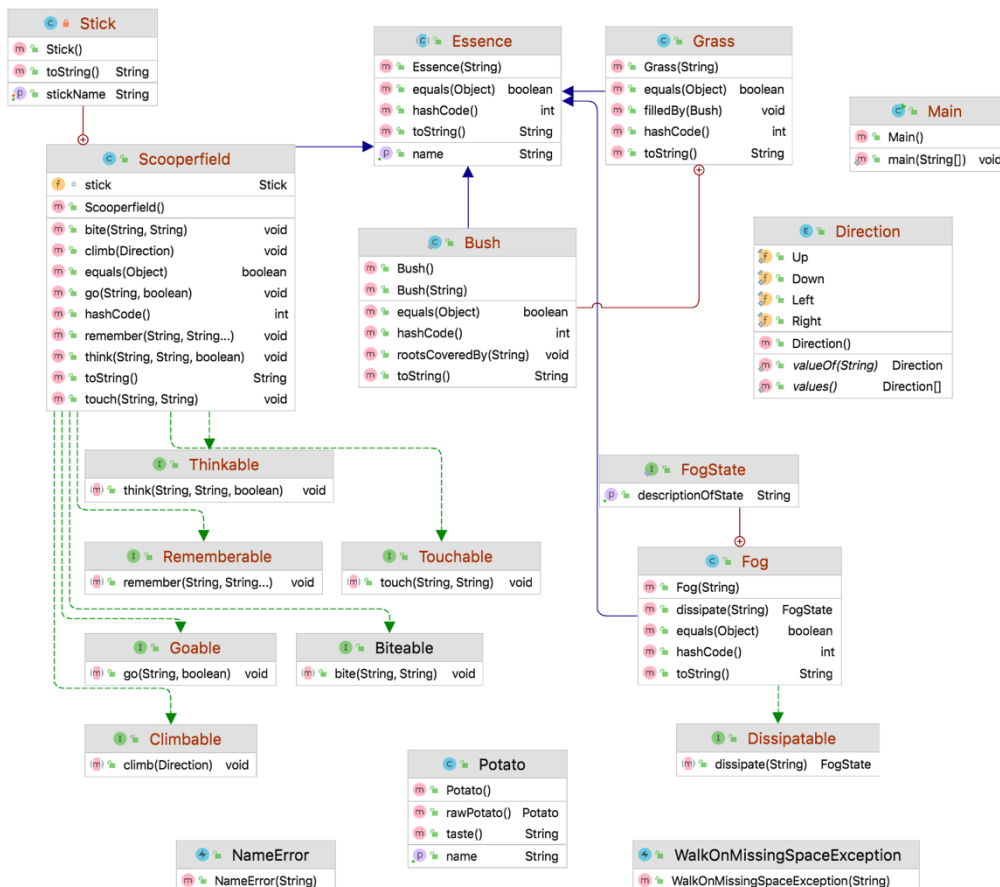 Stick
Stick()
toString() String
stickName String
Essence
Essence(String)
equals(Object) boolean
hashCode() int
toString() String
name String
Grass
Grass(String)
equals(Object) boolean
filledBy(Bush) void
hashCode() int
toString() String
Main
Main()
main(String[]) void
Scooperfield
stick Stick
Scooperfield()
bite(String, String) void
climb(Direction) void
equals(Object) boolean
go(String, boolean) void
hashCode() int
remember(String, String...) void
think(String, String, boolean) void
toString() String
touch(String, String) void
Bush
Bush()
Bush(String)
equals(Object) boolean
hashCode() int
rootsCoveredBy(String) void
toString() String
Direction
Up
Down
Left
Right
Direction()
valueOf(String) Direction
values() Direction[]
Thinkable
think(String, String, boolean) void
FogState
descriptionOfState String
Rememberable
remember(String, String...) void
Touchable
touch(String, String) void
Fog
Fog(String)
dissipate(String) FogState
equals(Object) boolean
hashCode() int
toString() String
Goable
go(String, boolean) void
Biteable
bite(String, String) void
Climbable
climb(Direction) void
Dissipatable
dissipate(String) FogState
Potato
Potato()
rawPotato() Potato
taste() String
name String
NameError
NameError(String)
WalkOnMissingSpaceException
WalkOnMissingSpaceException(String)